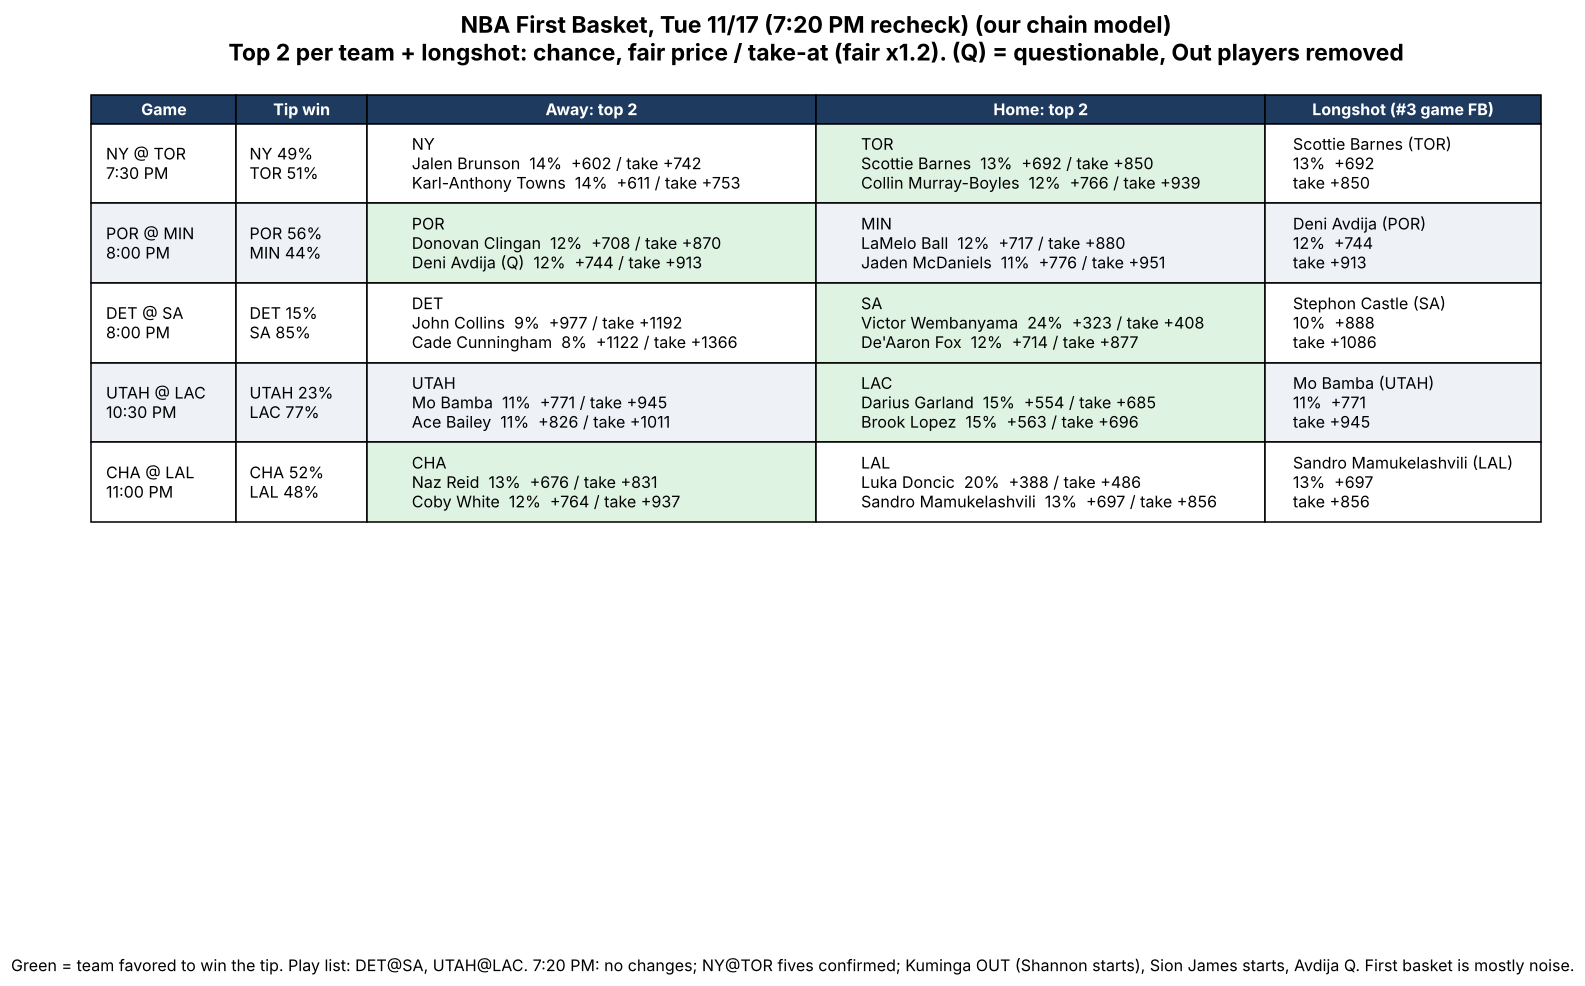 NBA First Basket, Tue 11/17 (7:20 PM recheck) (our chain model)
Top 2 per team + longshot: chance, fair price / take-at (fair x1.2). (Q) = questionable, Out players removed
Game Tip win Away: top 2 Home: top 2 Longshot (#3 game FB)
NY @ TOR
7:30 PM
NY 49%
TOR 51%
NY
Jalen Brunson 14% +602 / take +742
Karl-Anthony Towns 14% +611 / take +753
TOR
Scottie Barnes 13% +692 / take +850
Collin Murray-Boyles 12% +766 / take +939
Scottie Barnes (TOR)
13% +692
take +850
POR @ MIN
8:00 PM
POR 56%
MIN 44%
POR
Donovan Clingan 12% +708 / take +870
Deni Avdija (Q) 12% +744 / take +913
MIN
LaMelo Ball 12% +717 / take +880
Jaden McDaniels 11% +776 / take +951
Deni Avdija (POR)
12% +744
take +913
DET @ SA
8:00 PM
DET 15%
SA 85%
DET
John Collins 9% +977 / take +1192
Cade Cunningham 8% +1122 / take +1366
SA
Victor Wembanyama 24% +323 / take +408
De'Aaron Fox 12% +714 / take +877
Stephon Castle (SA)
10% +888
take +1086
UTAH @ LAC
10:30 PM
UTAH 23%
LAC 77%
UTAH
Mo Bamba 11% +771 / take +945
Ace Bailey 11% +826 / take +1011
LAC
Darius Garland 15% +554 / take +685
Brook Lopez 15% +563 / take +696
Mo Bamba (UTAH)
11% +771
take +945
CHA @ LAL
11:00 PM
CHA 52%
LAL 48%
CHA
Naz Reid 13% +676 / take +831
Coby White 12% +764 / take +937
LAL
Luka Doncic 20% +388 / take +486
Sandro Mamukelashvili 13% +697 / take +856
Sandro Mamukelashvili (LAL)
13% +697
take +856
Green = team favored to win the tip. Play list: DET@SA, UTAH@LAC. 7:20 PM: no changes; NY@TOR fives confirmed; Kuminga OUT (Shannon starts), Sion James starts, Avdija Q. First basket is mostly noise.